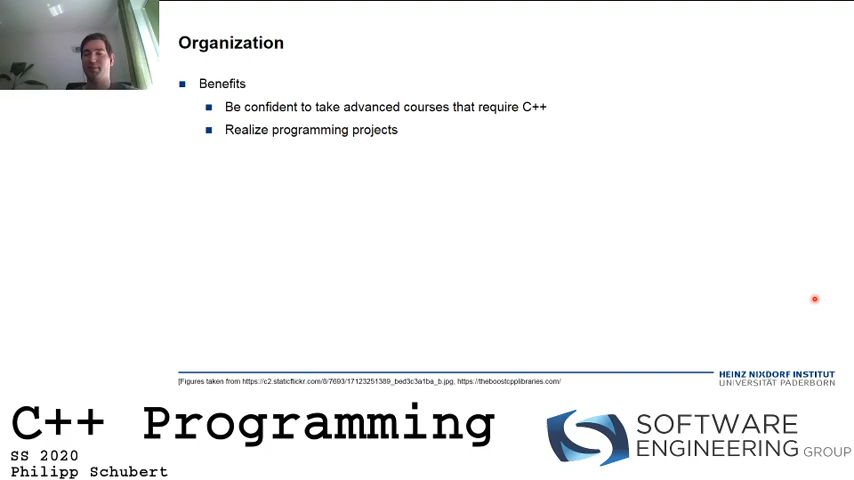 Organization
Benefits
Be confident to take advanced courses that require C++
Realize programming projects
[Figures taken from https://c2.staticflickr.com/8/7693/17123251389_bed3c3a1ba_b.jpg, https://theboostcpplibraries.com/
HEINZ NIXDORF INSTITUT
UNIVERSITÄT PADERBORN
C++ Programming
SS 2020
Philipp Schubert
SOFTWARE
ENGINEERING GROUP